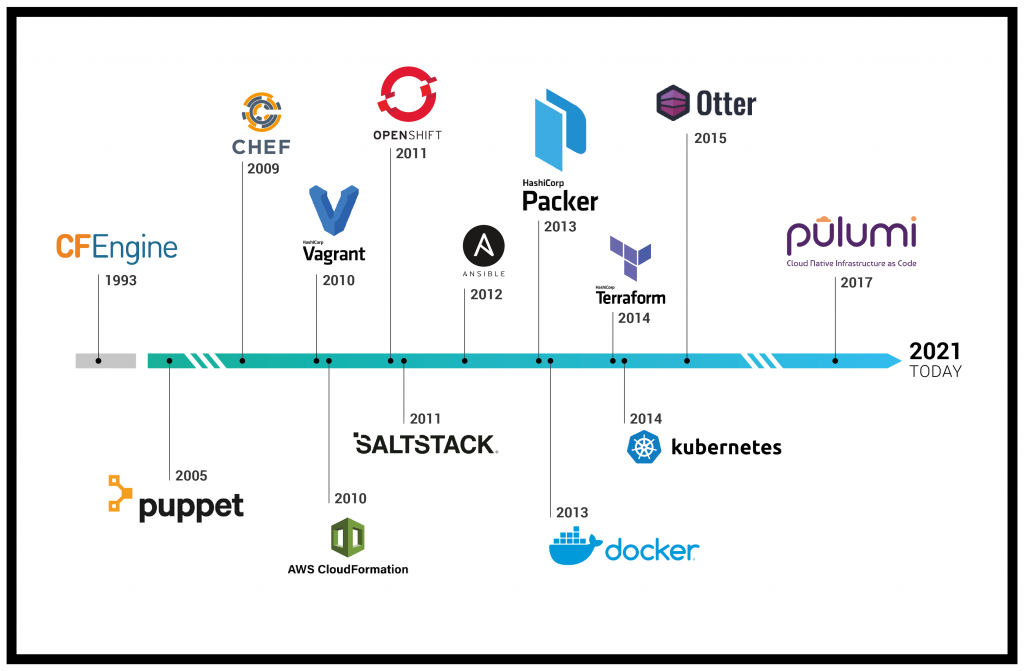 CFEngine
1993
puppet
2005
CHEF
2009
HashiCorp
Vagrant
2010
2010
AWS CloudFormation
OPENSHIFT
2011
2011
SALTSTACK
ANSIBLE
2012
HashiCorp
Packer
2013
2013
docker
HashiCorp
Terraform
2014
2014
kubernetes
Otter
2015
pulumi
Cloud Native Infrastructure as Code
2017
2021
TODAY